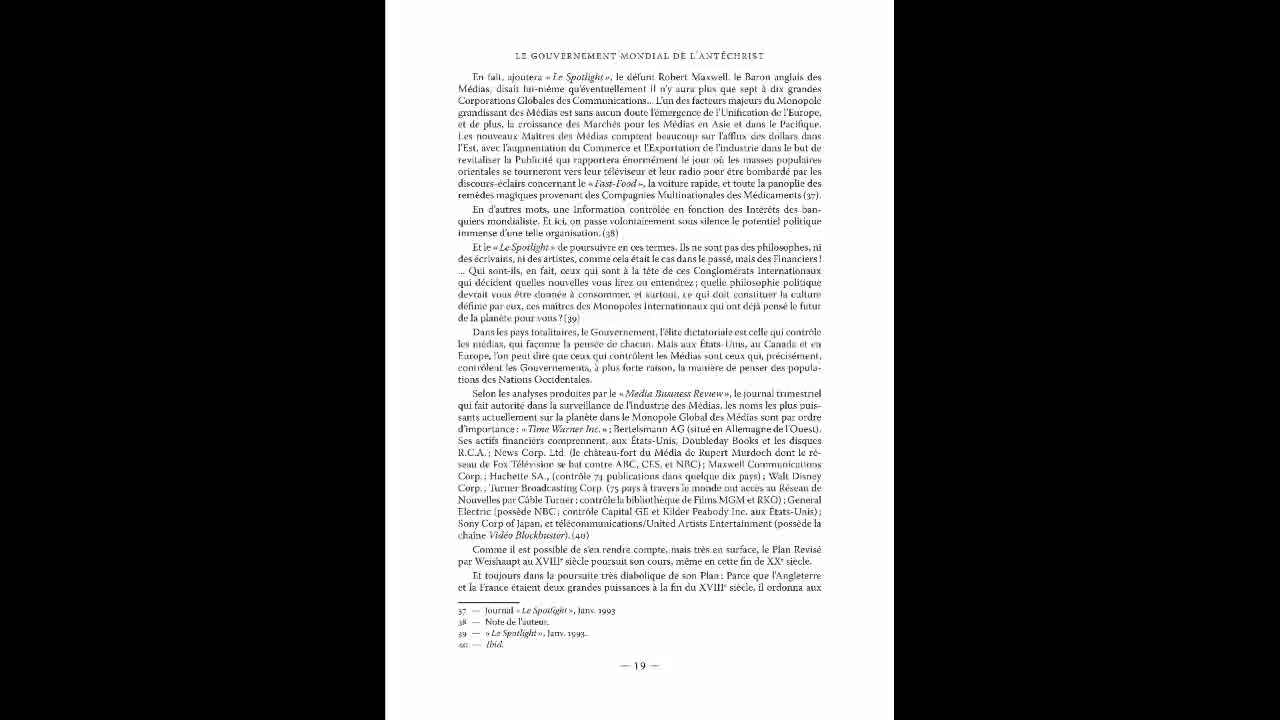 LE GOUVERNEMENT MONDIAL DE L'ANTÉCHRIST
En fait, ajoutera « Le Spotlight », le défunt Robert Maxwell, le Baron anglais des
Médias, disait lui-même qu'éventuellement il n'y aura plus que sept à dix grandes
Corporations Globales des Communications... L'un des facteurs majeurs du Monopole
grandissant des Médias est sans aucun doute l'émergence de l'Unification de l'Europe,
et de plus, la croissance des Marchés pour les Médias en Asie et dans le Pacifique.
Les nouveaux Maîtres des Médias comptent beaucoup sur l'afflux des dollars dans
l'Est, avec l'augmentation du Commerce et l'Exportation de l'industrie dans le but de
revitaliser la Publicité qui rapportera énormément le jour où les masses populaires
orientales se tourneront vers leur téléviseur et leur radio pour être bombardé par les
discours-éclairs concernant le « Fast-Food », la voiture rapide, et toute la panoplie des
remèdes magiques provenant des Compagnies Multinationales des Médicaments (37).
En d'autres mots, une Information contrôlée en fonction des Intérêts des ban-
quiers mondialiste. Et ici, on passe volontairement sous silence le potentiel politique
immense d'une telle organisation. (38)
Et le « Le Spotlight » de poursuivre en ces termes. Ils ne sont pas des philosophes, ni
des écrivains, ni des artistes, comme cela était le cas dans le passé, mais des Financiers !
... Qui sont-ils, en fait, ceux qui sont à la tête de ces Conglomérats Internationaux
qui décident quelles nouvelles vous lirez ou entendrez ; quelle philosophie politique
devrait vous être donnée à consommer, et surtout, ce qui doit constituer la culture
définie par eux, ces maîtres des Monopoles Internationaux qui ont déjà pensé le futur
de la planète pour vous ? (39)
Dans les pays totalitaires, le Gouvernement, l'élite dictatoriale est celle qui contrôle
les médias, qui façonne la pensée de chacun. Mais aux États-Unis, au Canada et en
Europe, l'on peut dire que ceux qui contrôlent les Médias sont ceux qui, précisément,
contrôlent les Gouvernements, à plus forte raison, la manière de penser des popula-
tions des Nations Occidentales.
Selon les analyses produites par le « Media Business Review », le journal trimestriel
qui fait autorité dans la surveillance de l'industrie des Médias, les noms les plus puis-
sants actuellement sur la planète dans le Monopole Global des Médias sont par ordre
d'importance : « Time Warner Inc. » ; Bertelsmann AG (situé en Allemagne de l'Ouest).
Ses actifs financiers comprennent, aux États-Unis, Doubleday Books et les disques
R.C.A. ; News Corp. Ltd. (le château-fort du Média de Rupert Murdoch dont le ré-
seau de Fox Télévision se bat contre ABC, CES, et NBC) ; Maxwell Communications
Corp. ; Hachette SA., (contrôle 74 publications dans quelque dix pays) ; Walt Disney
Corp. ; Turner Broadcasting Corp. (75 pays à travers le monde ont accès au Réseau de
Nouvelles par Câble Turner ; contrôle la bibliothèque de Films MGM et RKO) ; General
Electric (possède NBC ; contrôle Capital GE et Kilder Peabody Inc. aux États-Unis) ;
Sony Corp of Japan, et télécommunications/United Artists Entertainment (possède la
chaîne Vidéo Blockbuster). (40)
Comme il est possible de s'en rendre compte, mais très en surface, le Plan Revisé
par Weishaupt au XVIIIe siècle poursuit son cours, même en cette fin de XXe siècle.
Et toujours dans la poursuite très diabolique de son Plan : Parce que l'Angleterre
et la France étaient deux grandes puissances à la fin du XVIIIe siècle, il ordonna aux
37 — Journal « Le Spotlight », Janv. 1993
38 — Note de l'auteur.
39 — « Le Spotlight », Janv. 1993..
40 — Ibid.
— 19 —